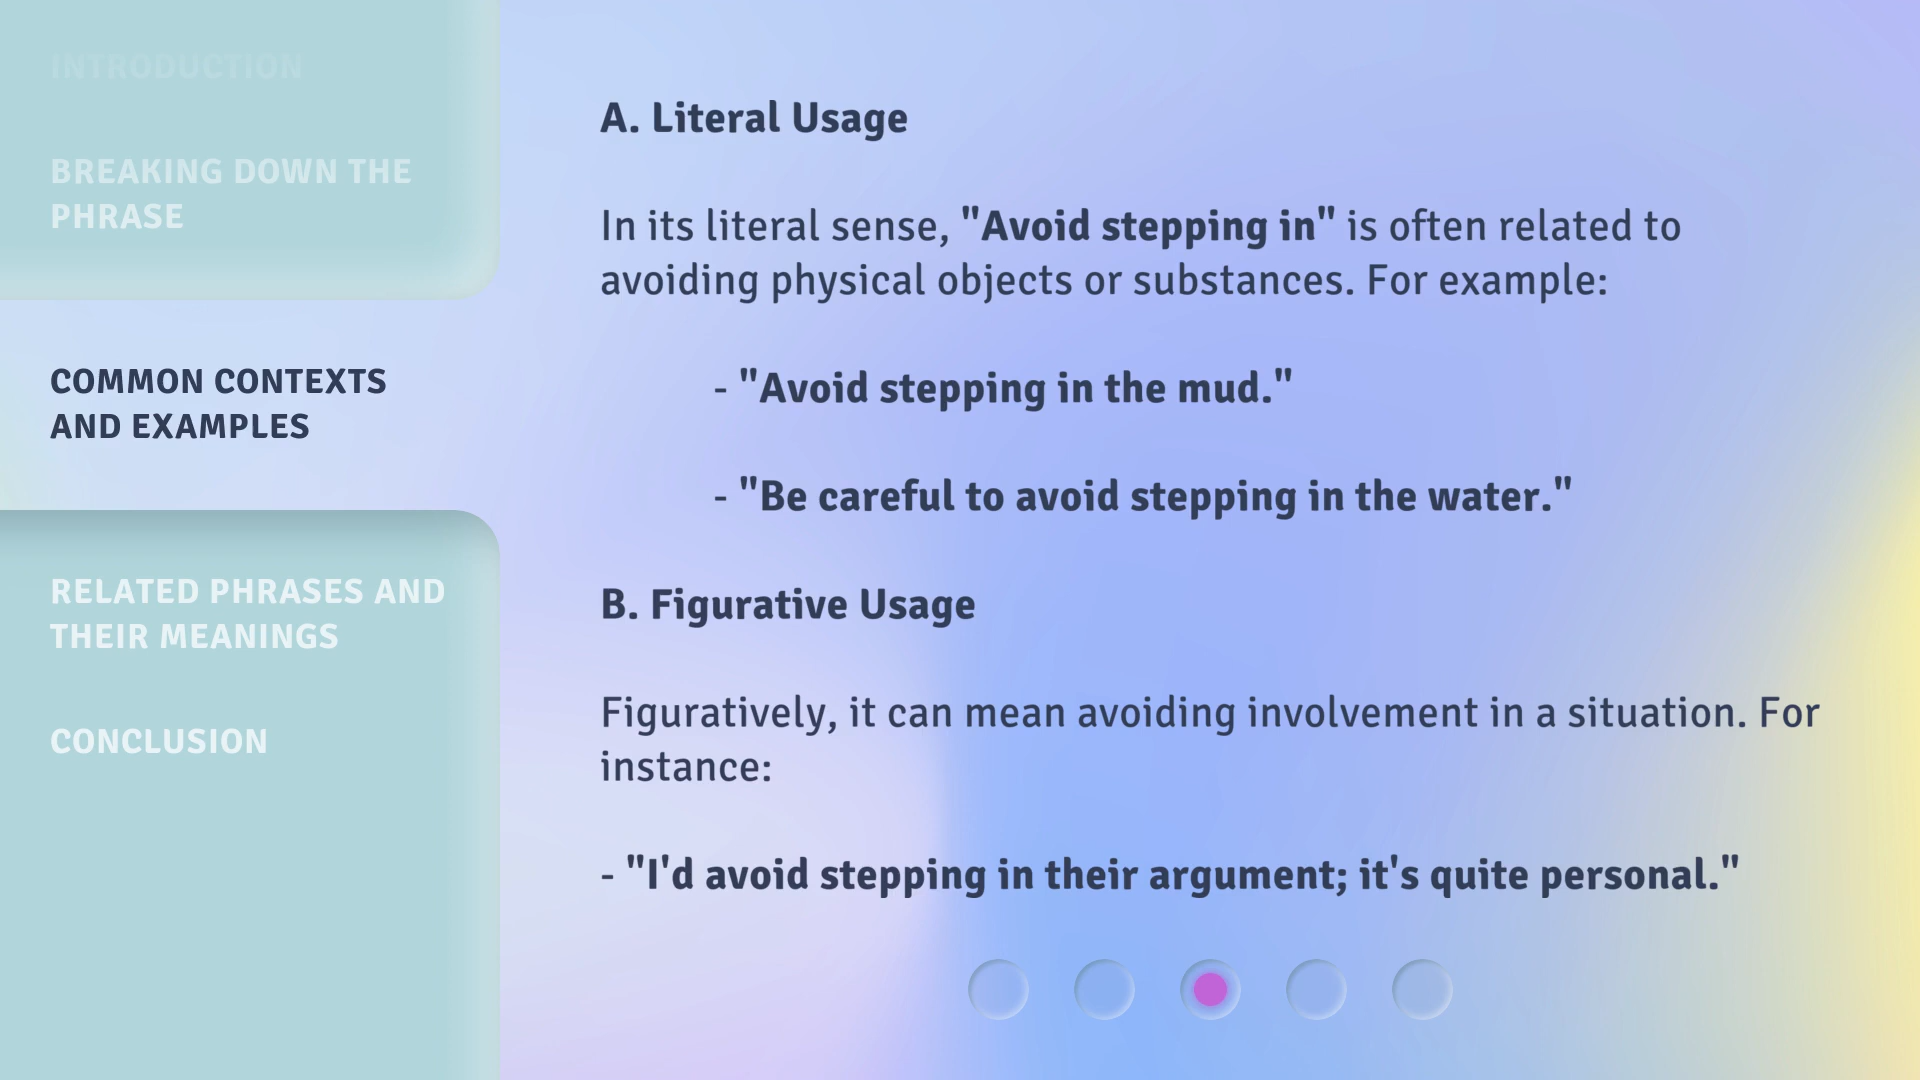 INTRODUCTION
BREAKING DOWN THE
PHRASE
COMMON CONTEXTS
AND EXAMPLES
RELATED PHRASES AND
THEIR MEANINGS
CONCLUSION
A. Literal Usage
In its literal sense, "Avoid stepping in" is often related to
avoiding physical objects or substances. For example:
- "Avoid stepping in the mud."
- "Be careful to avoid stepping in the water."
B. Figurative Usage
Figuratively, it can mean avoiding involvement in a situation. For
instance:
- "I'd avoid stepping in their argument; it's quite personal."